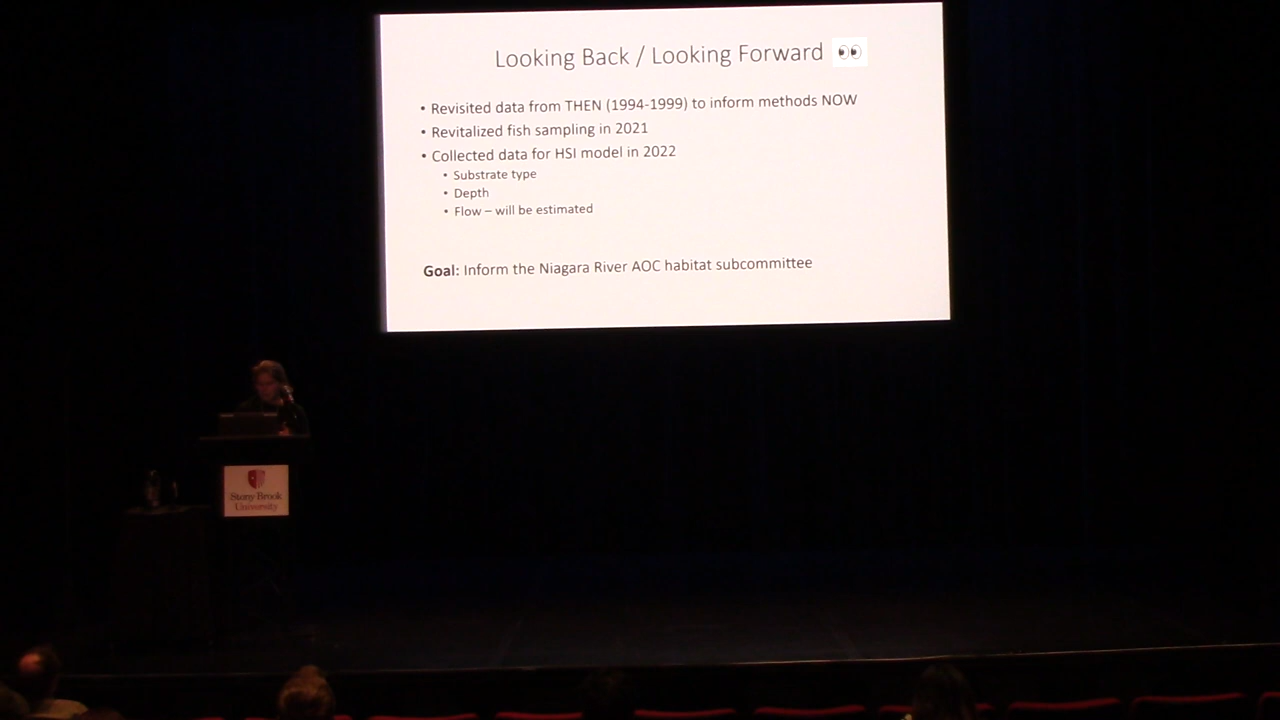 Looking Back / Looking Forward 👀
• Revisited data from THEN (1994-1999) to inform methods NOW
• Revitalized fish sampling in 2021
• Collected data for HSI model in 2022
• Substrate type
• Depth
• Flow – will be estimated
Goal: Inform the Niagara River AOC habitat subcommittee
Stony Brook
University